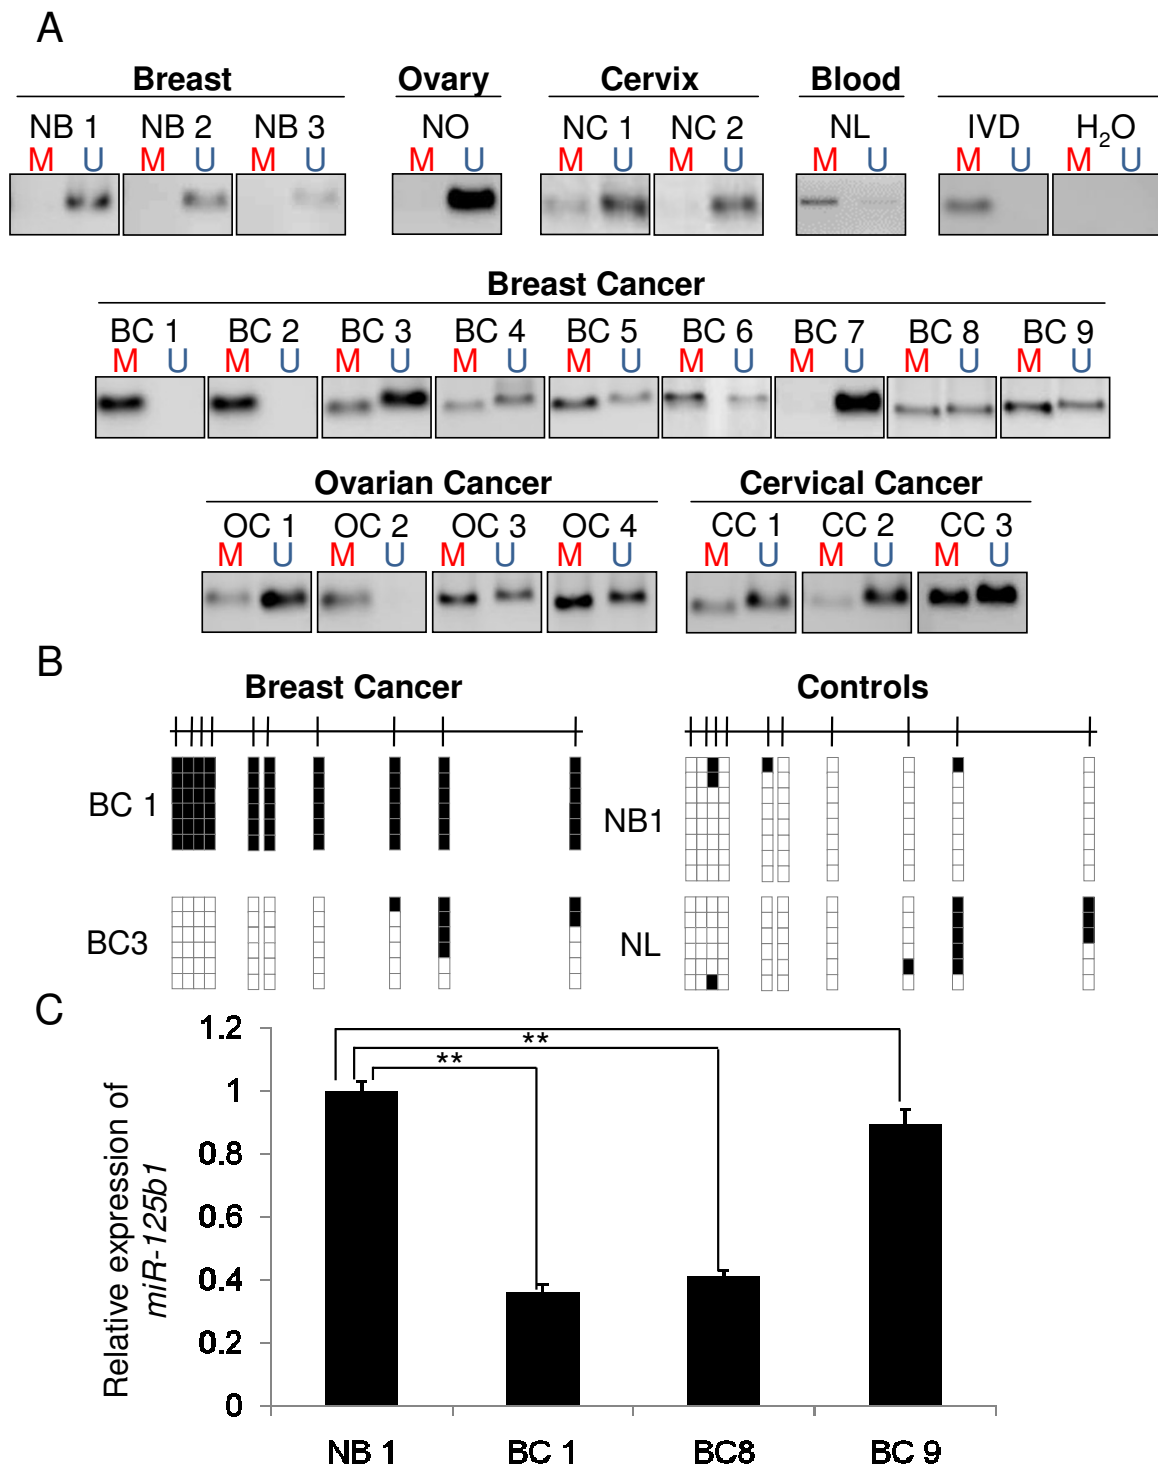 A
Breast Ovary Cervix Blood
NB 1 NB 2 NB 3 NO NC 1 NC 2 NL IVD H2O
M U M U M U M U M U M U M U M U M U
Breast Cancer
BC 1 BC 2 BC 3 BC 4 BC 5 BC 6 BC 7 BC 8 BC 9
M U M U M U M U M U M U M U M U M U
Ovarian Cancer Cervical Cancer
OC 1 OC 2 OC 3 OC 4 CC 1 CC 2 CC 3
M U M U M U M U M U M U M U
B
Breast Cancer Controls
BC 1 NB1
BC3 NL
C
1.2
1
0.8
0.6
0.4
0.2
0
** 
**
Relative expression of
miR-125b1
NB 1 BC 1 BC8 BC 9